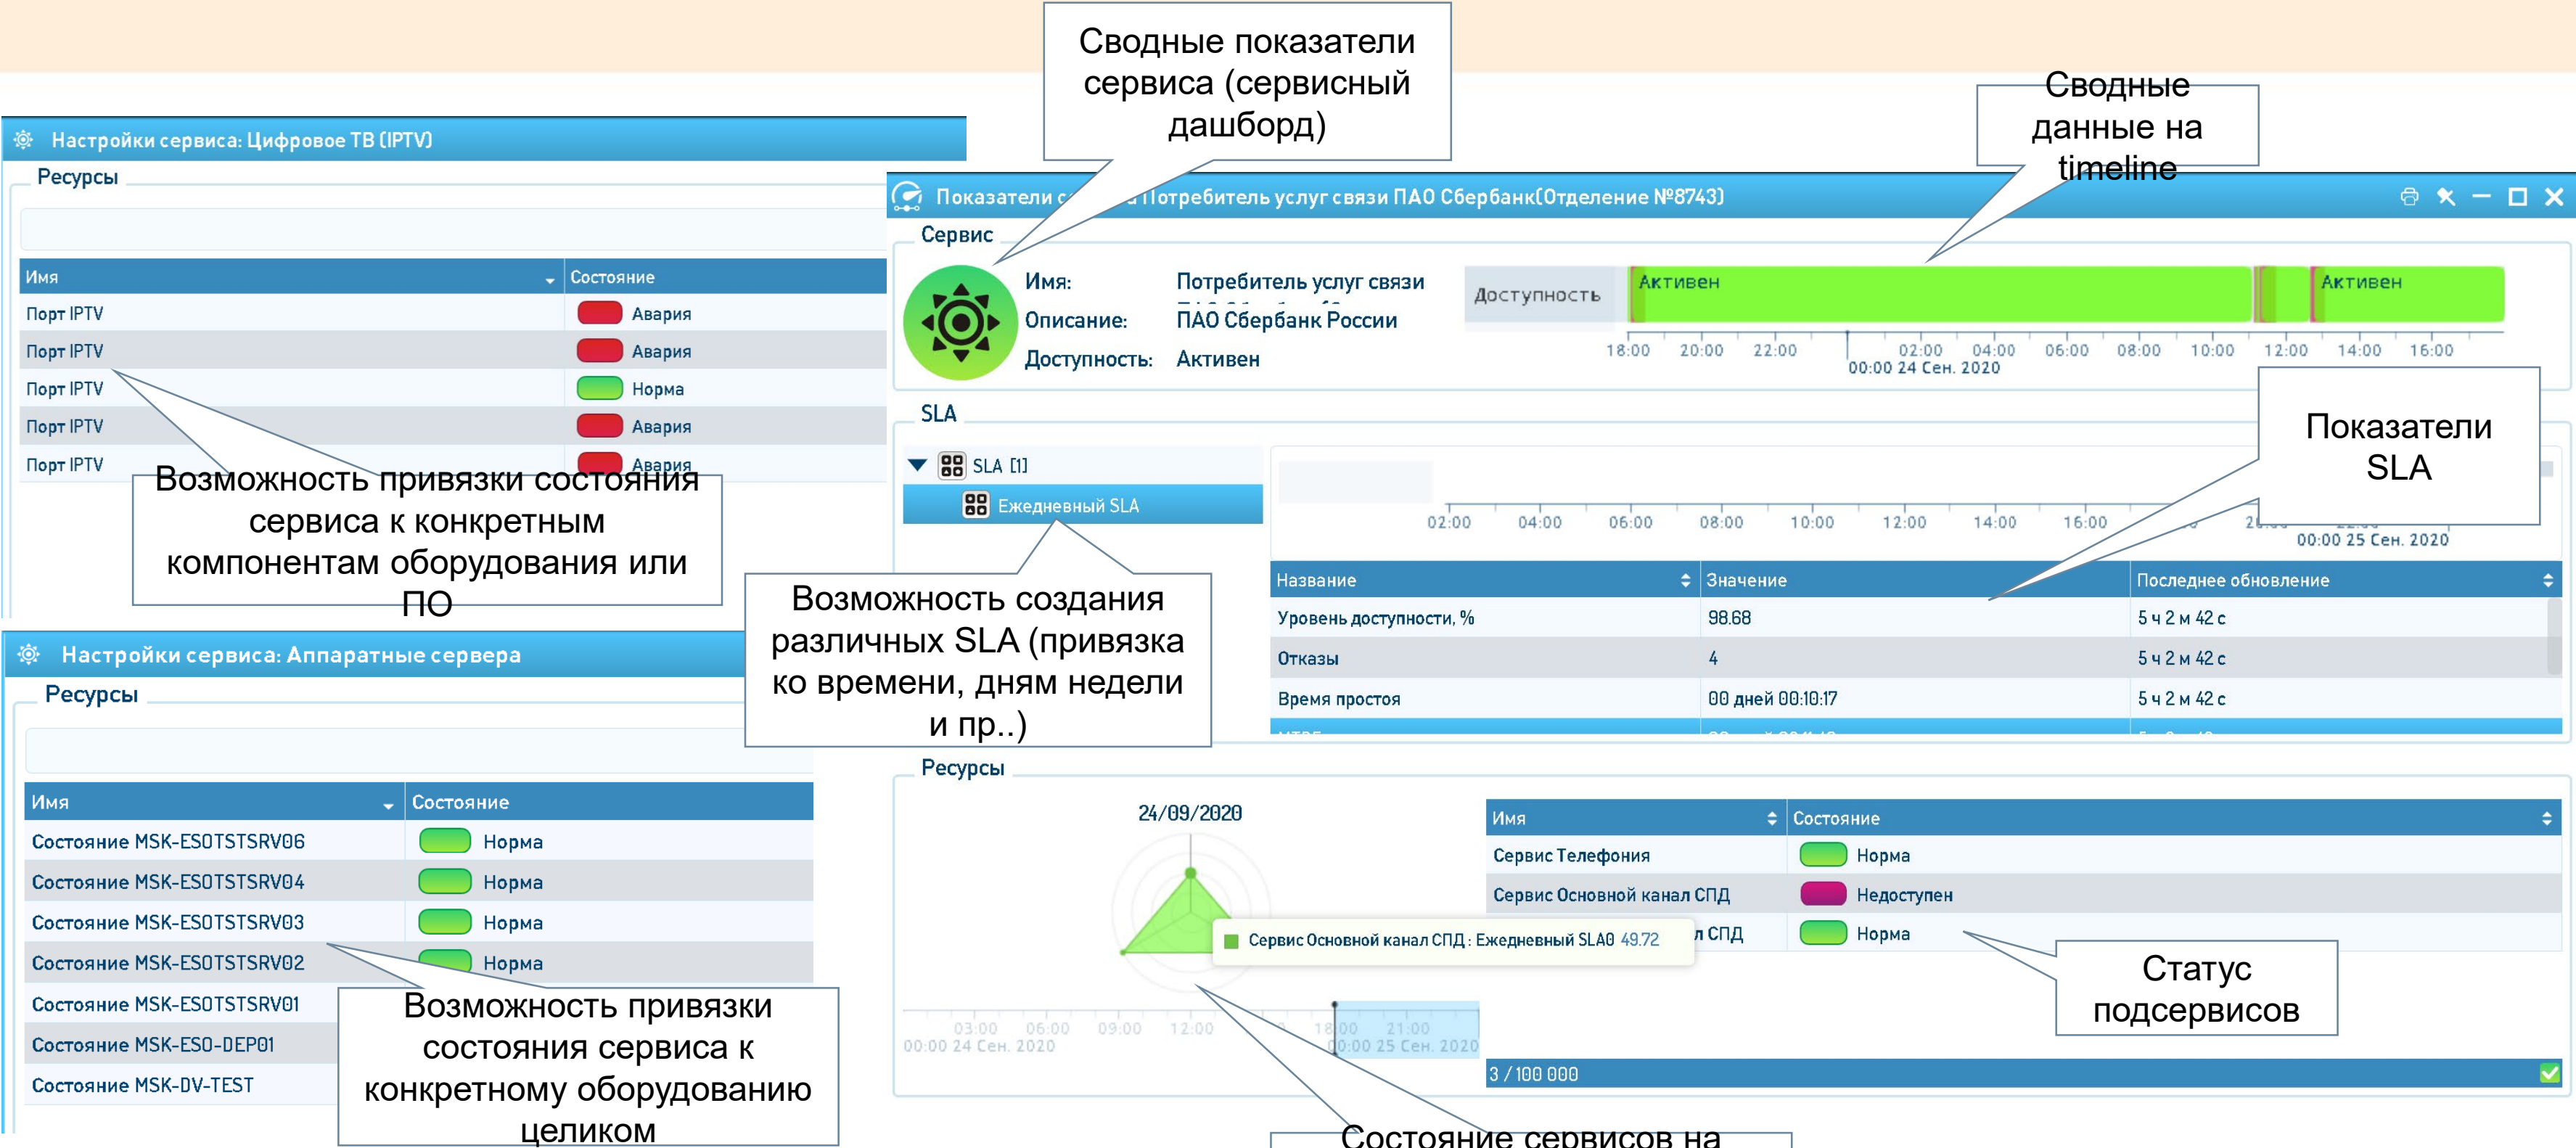 Сводные показатели
сервиса (сервисный
дашборд)
Сводные
данные на
timeline
Настройки сервиса: Цифровое ТВ (IPTV)
Ресурсы
Имя Состояние
Порт IPTV Авария
Порт IPTV Авария
Порт IPTV Норма
Порт IPTV Авария
Порт IPTV Авария
Возможность привязки состояния
сервиса к конкретным
компонентам оборудования или
ПО
Настройки сервиса: Аппаратные сервера
Ресурсы
Имя Состояние
Состояние MSK-ESOTSTSRV06 Норма
Состояние MSK-ESOTSTSRV04 Норма
Состояние MSK-ESOTSTSRV03 Норма
Состояние MSK-ESOTSTSRV02 Норма
Состояние MSK-ESOTSTSRV01
Состояние MSK-ESO-DEP01
Состояние MSK-DV-TEST
Возможность привязки
состояния сервиса к
конкретному оборудованию
целиком
Показатели Потребитель услуг связи ПАО Сбербанк(Отделение №8743)
Сервис
Имя: Потребитель услуг связи
Описание: ПАО Сбербанк России
Доступность: Активен
Доступность Активен Активен
18:00 20:00 22:00 02:00 04:00 06:00 08:00 10:00 12:00 14:00 16:00
00:00 24 Сен. 2020
SLA
SLA [1]
Ежедневный SLA
Показатели
SLA
02:00 04:00 06:00 08:00 10:00 12:00 14:00 16:00
00:00 25 Сен. 2020
Возможность создания
различных SLA (привязка
ко времени, дням недели
и пр..)
Название Значение Последнее обновление
Уровень доступности, % 98.68 5 ч 2 м 42 с
Отказы 4 5 ч 2 м 42 с
Время простоя 00 дней 00:10:17 5 ч 2 м 42 с
Ресурсы
24/09/2020
Сервис Основной канал СПД : Ежедневный SLA0 49.72
03:00 06:00 09:00 12:00 18:00 21:00
00:00 24 Сен. 2020 00:00 25 Сен. 2020
Имя Состояние
Сервис Телефония Норма
Сервис Основной канал СПД Недоступен
л СПД Норма
3 / 100 000
Статус
подсервисов
Состояние сервисов на